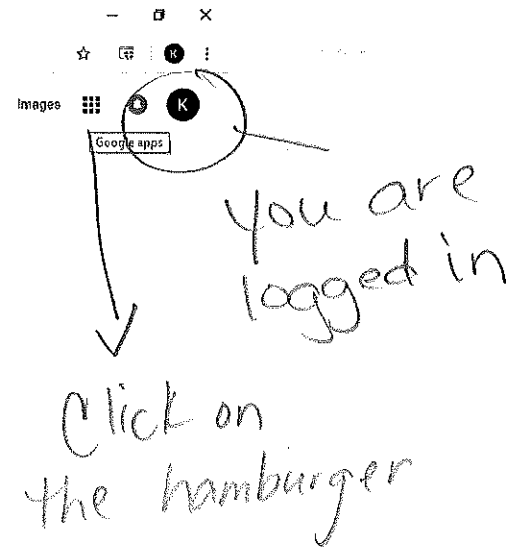 K
Images K
Google apps
you are
logged in
Click on
the hamburger